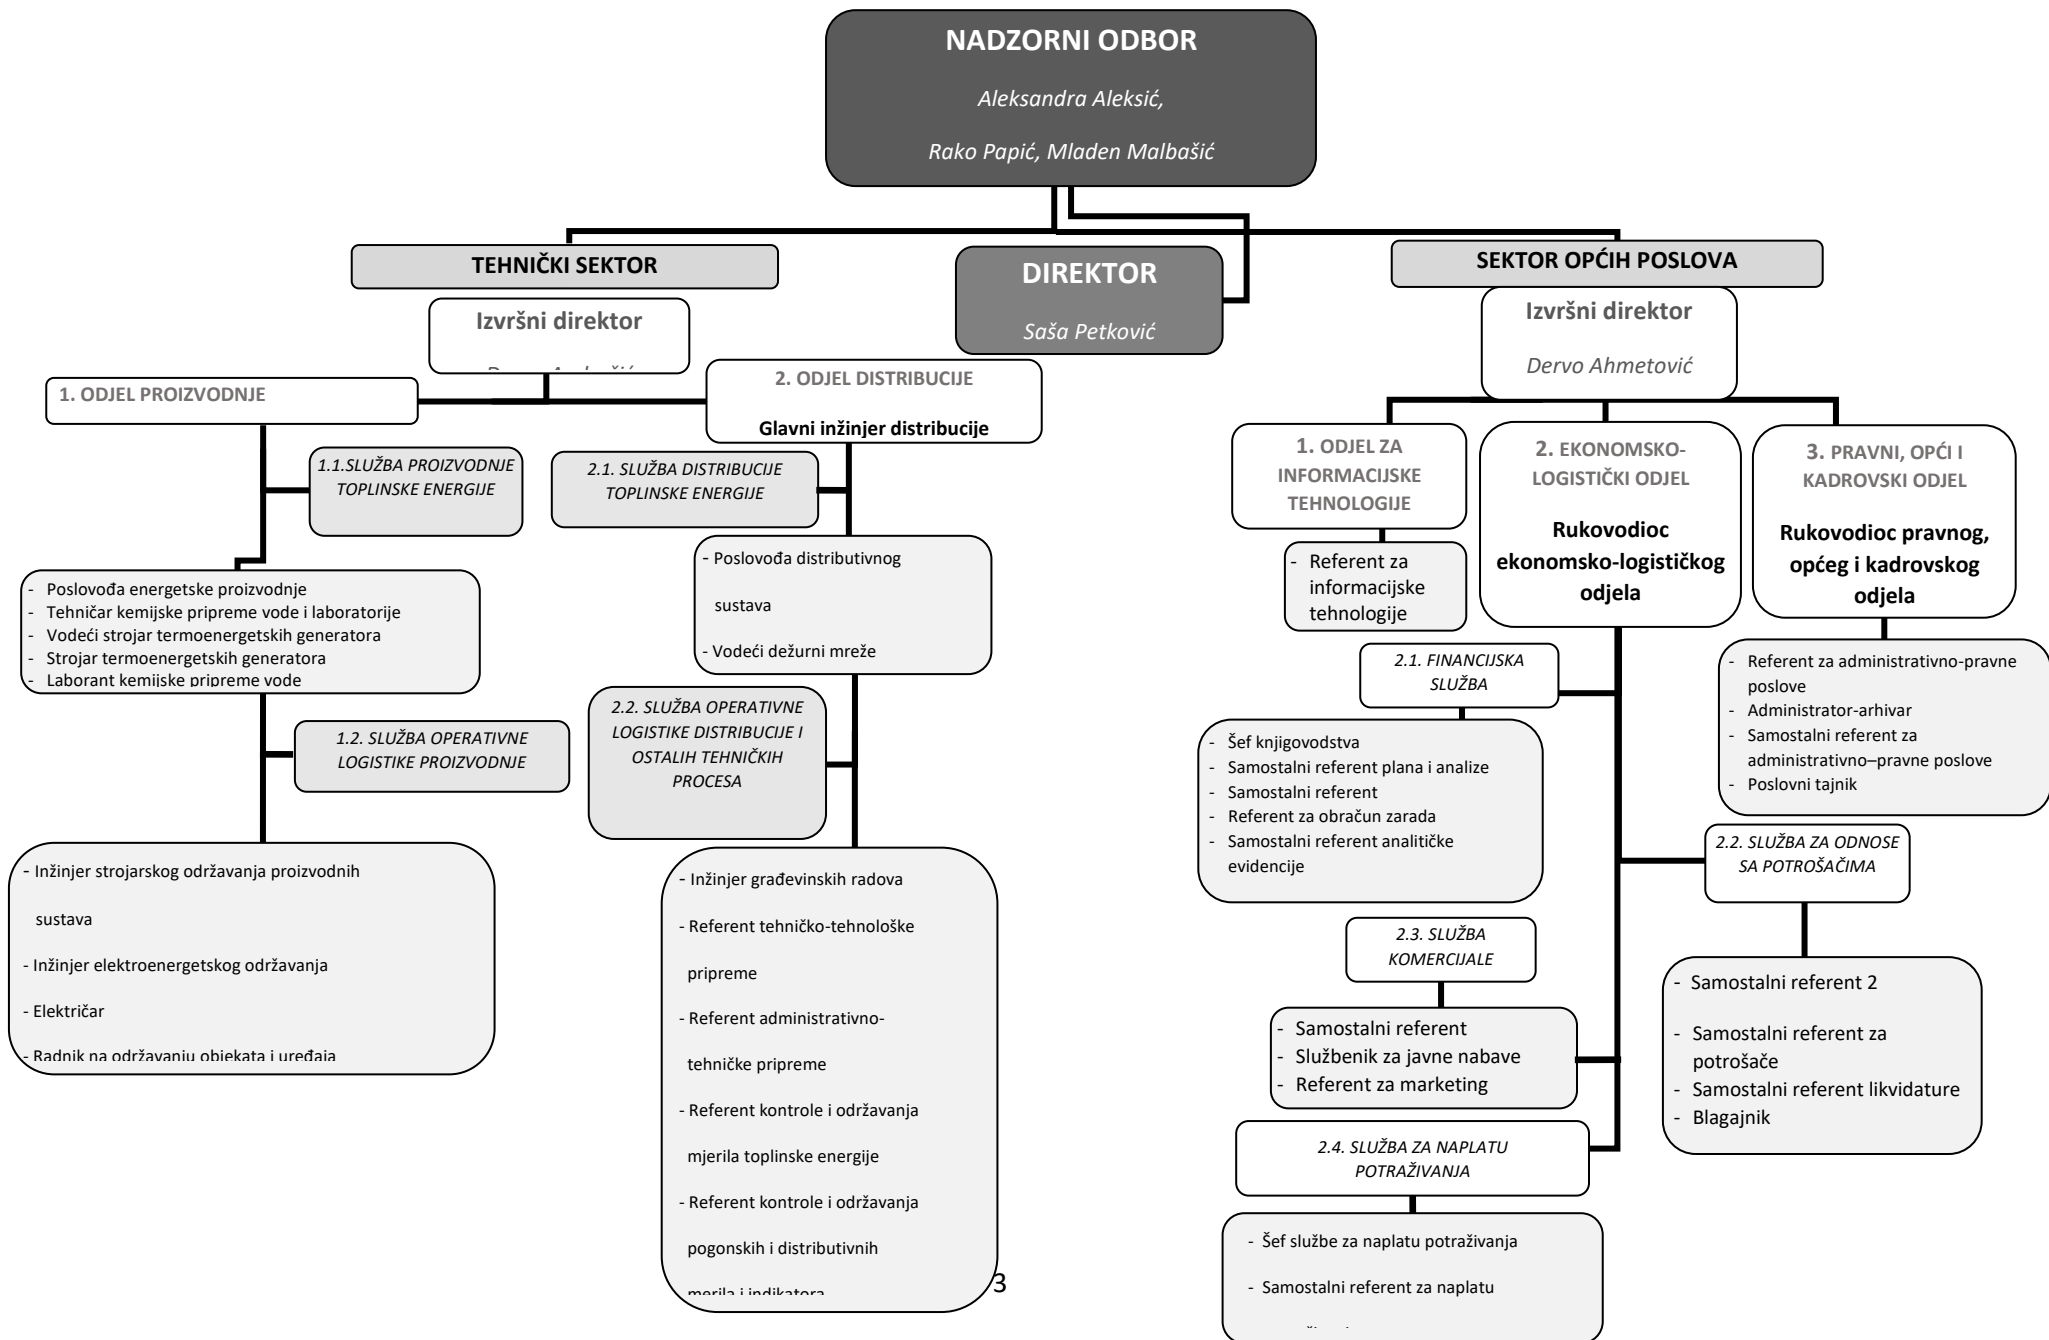 NADZORNI ODBOR
Aleksandra Aleksić,
Rako Papić, Mladen Malbašić
TEHNIČKI SEKTOR
Izvršni direktor
DIREKTOR
Saša Petković
SEKTOR OPĆIH POSLOVA
Izvršni direktor
Dervo Ahmetović
1. ODJEL PROIZVODNJE
2. ODJEL DISTRIBUCIJE
Glavni inžinjer distribucije
1.1.SLUŽBA PROIZVODNJE
TOPLINSKE ENERGIJE
2.1. SLUŽBA DISTRIBUCIJE
TOPLINSKE ENERGIJE
- Poslovođa energetske proizvodnje
- Tehničar kemijske pripreme vode i laboratorije
- Vodeći strojar termoenergetskih generatora
- Strojar termoenergetskih generatora
- Laborant kemijske pripreme vode
- Poslovođa distributivnog
sustava
- Vodeći dežurni mreže
1.2. SLUŽBA OPERATIVNE
LOGISTIKE PROIZVODNJE
2.2. SLUŽBA OPERATIVNE
LOGISTIKE DISTRIBUCIJE I
OSTALIH TEHNIČKIH
PROCESA
- Inžinjer strojarskog održavanja proizvodnih
sustava
- Inžinjer elektroenergetskog održavanja
- Električar
- Radnik na održavanju objekata i uređaja
- Inžinjer građevinskih radova
- Referent tehničko-tehnološke
pripreme
- Referent administrativno-
tehničke pripreme
- Referent kontrole i održavanja
mjerila toplinske energije
- Referent kontrole i održavanja
pogonskih i distributivnih
merila i indikatora
1. ODJEL ZA
INFORMACIJSKE
TEHNOLOGIJE
- Referent za
informacijske
tehnologije
2. EKONOMSKO-
LOGISTIČKI ODJEL
Rukovodioc
ekonomsko-logističkog
odjela
3. PRAVNI, OPĆI I
KADROVSKI ODJEL
Rukovodioc pravnog,
općeg i kadrovskog
odjela
2.1. FINANCIJSKA
SLUŽBA
- Šef knjigovodstva
- Samostalni referent plana i analize
- Samostalni referent
- Referent za obračun zarada
- Samostalni referent analitičke
evidencije
- Referent za administrativno-pravne
poslove
- Administrator-arhivar
- Samostalni referent za
administrativno–pravne poslove
- Poslovni tajnik
2.2. SLUŽBA ZA ODNOSE
SA POTROŠAČIMA
- Samostalni referent 2
- Samostalni referent za
potrošače
- Samostalni referent likvidature
- Blagajnik
2.3. SLUŽBA
KOMERCIJALE
- Samostalni referent
- Službenik za javne nabave
- Referent za marketing
2.4. SLUŽBA ZA NAPLATU
POTRAŽIVANJA
- Šef službe za naplatu potraživanja
- Samostalni referent za naplatu
3